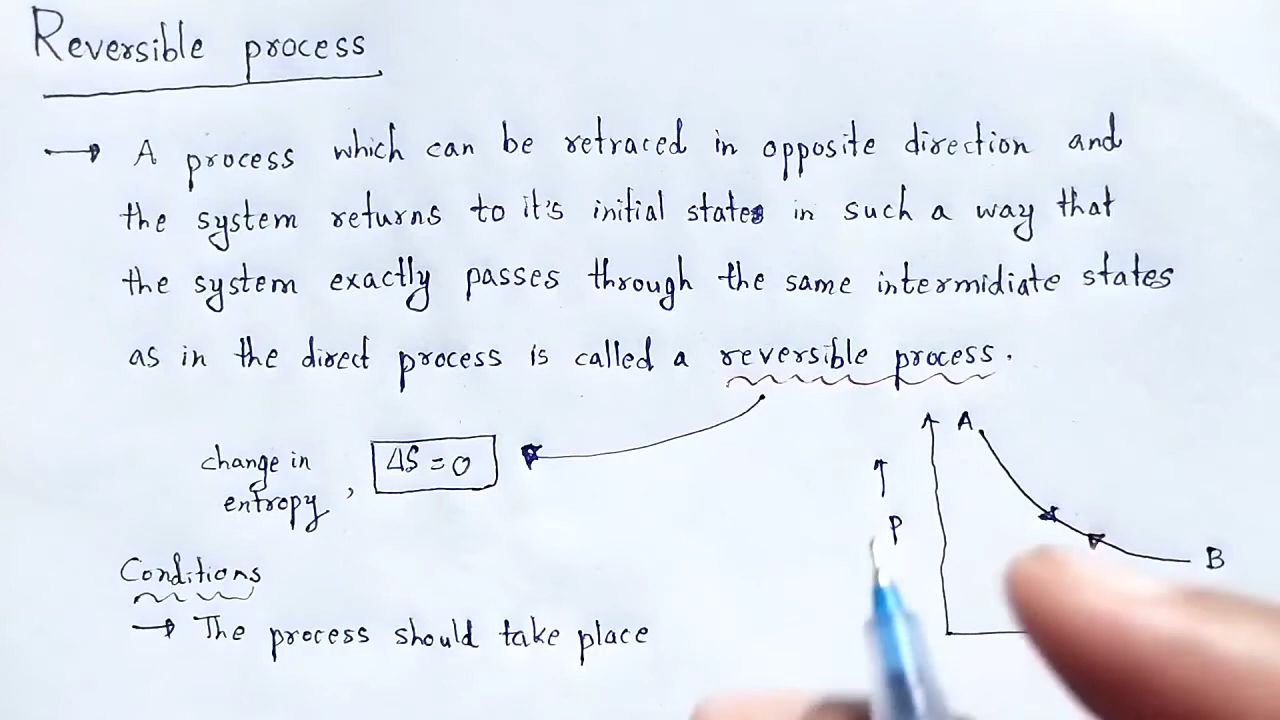 Reversible process
→ A process which can be retraced in opposite direction and
the system returns to it's initial states in such a way that
the system exactly passes through the same intermidiate states
as in the direct process is called a reversible process.
change in
entropy, ΔS = 0
Conditions
→ The process should take place
A
↑
P
B